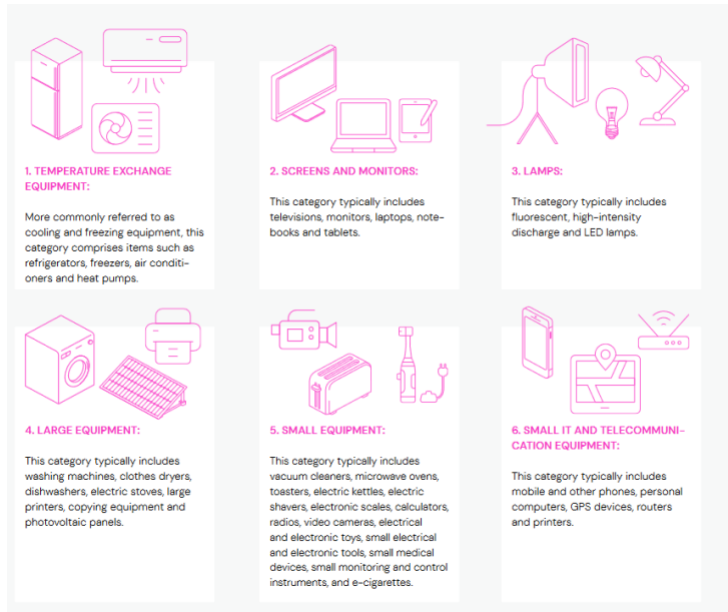 1. TEMPERATURE EXCHANGE
EQUIPMENT:
More commonly referred to as
cooling and freezing equipment, this
category comprises items such as
refrigerators, freezers, air conditi-
oners and heat pumps.
2. SCREENS AND MONITORS:
This category typically includes
televisions, monitors, laptops, note-
books and tablets.
3. LAMPS:
This category typically includes
fluorescent, high-intensity
discharge and LED lamps.
4. LARGE EQUIPMENT:
This category typically includes
washing machines, clothes dryers,
dishwashers, electric stoves, large
printers, copying equipment and
photovoltaic panels.
5. SMALL EQUIPMENT:
This category typically includes
vacuum cleaners, microwave ovens,
toasters, electric kettles, electric
shavers, electronic scales, calculators,
radios, video cameras, electrical
and electronic toys, small electrical
and electronic tools, small medical
devices, small monitoring and control
instruments, and e-cigarettes.
6. SMALL IT AND TELECOMMUNI-
CATION EQUIPMENT:
This category typically includes
mobile and other phones, personal
computers, GPS devices, routers
and printers.